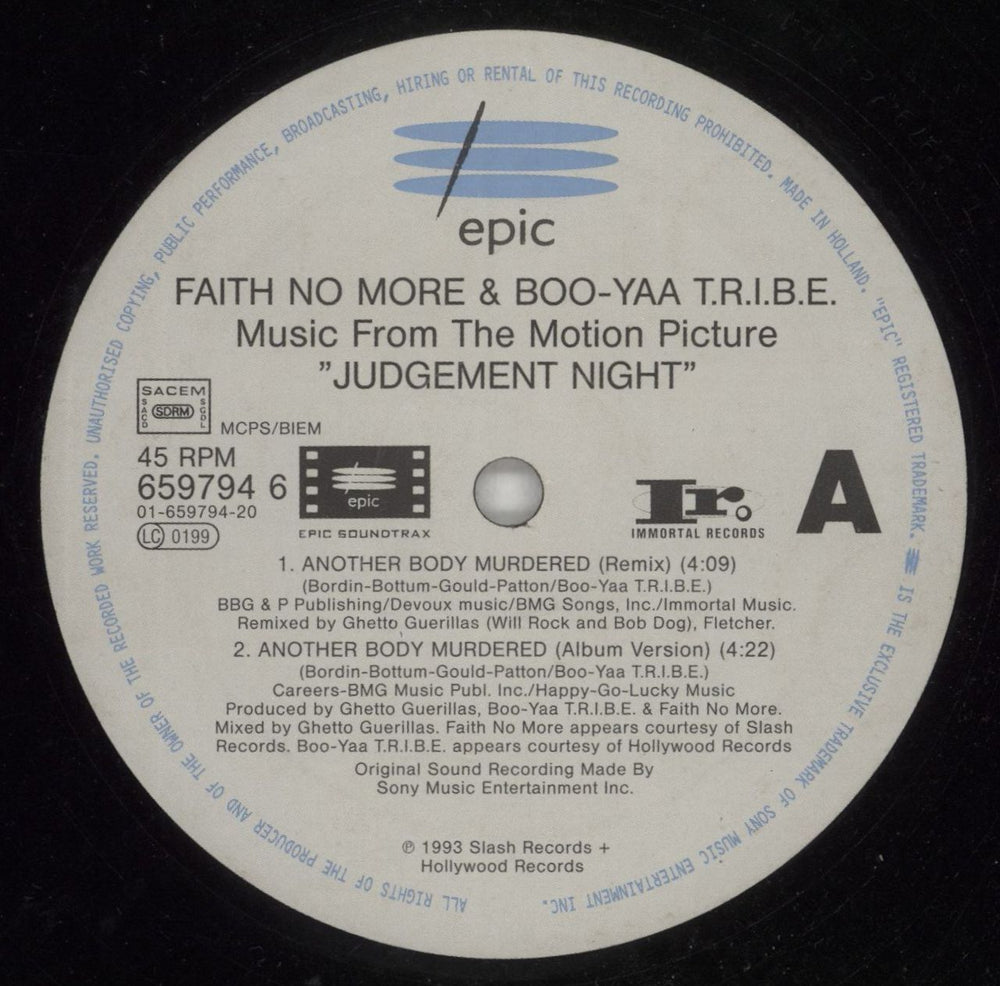 ALL RIGHTS OF THE PRODUCER AND OF THE OWNER OF THE RECORDED WORK RESERVED. UNAUTHORISED COPYING, PUBLIC PERFORMANCE, BROADCASTING, HIRING OR RENTAL OF THIS RECORDING PROHIBITED. MADE IN HOLLAND. "EPIC" REGISTERED TRADEMARK. IS THE EXCLUSIVE TRADEMARK OF SONY MUSIC ENTERTAINMENT INC.
epic
FAITH NO MORE & BOO-YAA T.R.I.B.E.
Music From The Motion Picture
"JUDGEMENT NIGHT"
SACEM
SACD SDRM SGDL
MCPS/BIEM
45 RPM
659794 6
01-659794-20
LC 0199
epic
EPIC SOUNDTRAX
Ir.
IMMORTAL RECORDS
A
1. ANOTHER BODY MURDERED (Remix) (4:09)
(Bordin-Bottum-Gould-Patton/Boo-Yaa T.R.I.B.E.)
BBG & P Publishing/Devoux music/BMG Songs, Inc./Immortal Music.
Remixed by Ghetto Guerillas (Will Rock and Bob Dog), Fletcher.
2. ANOTHER BODY MURDERED (Album Version) (4:22)
(Bordin-Bottum-Gould-Patton/Boo-Yaa T.R.I.B.E.)
Careers-BMG Music Publ. Inc./Happy-Go-Lucky Music
Produced by Ghetto Guerillas, Boo-Yaa T.R.I.B.E. & Faith No More.
Mixed by Ghetto Guerillas. Faith No More appears courtesy of Slash
Records. Boo-Yaa T.R.I.B.E. appears courtesy of Hollywood Records
Original Sound Recording Made By
Sony Music Entertainment Inc.
℗ 1993 Slash Records +
Hollywood Records